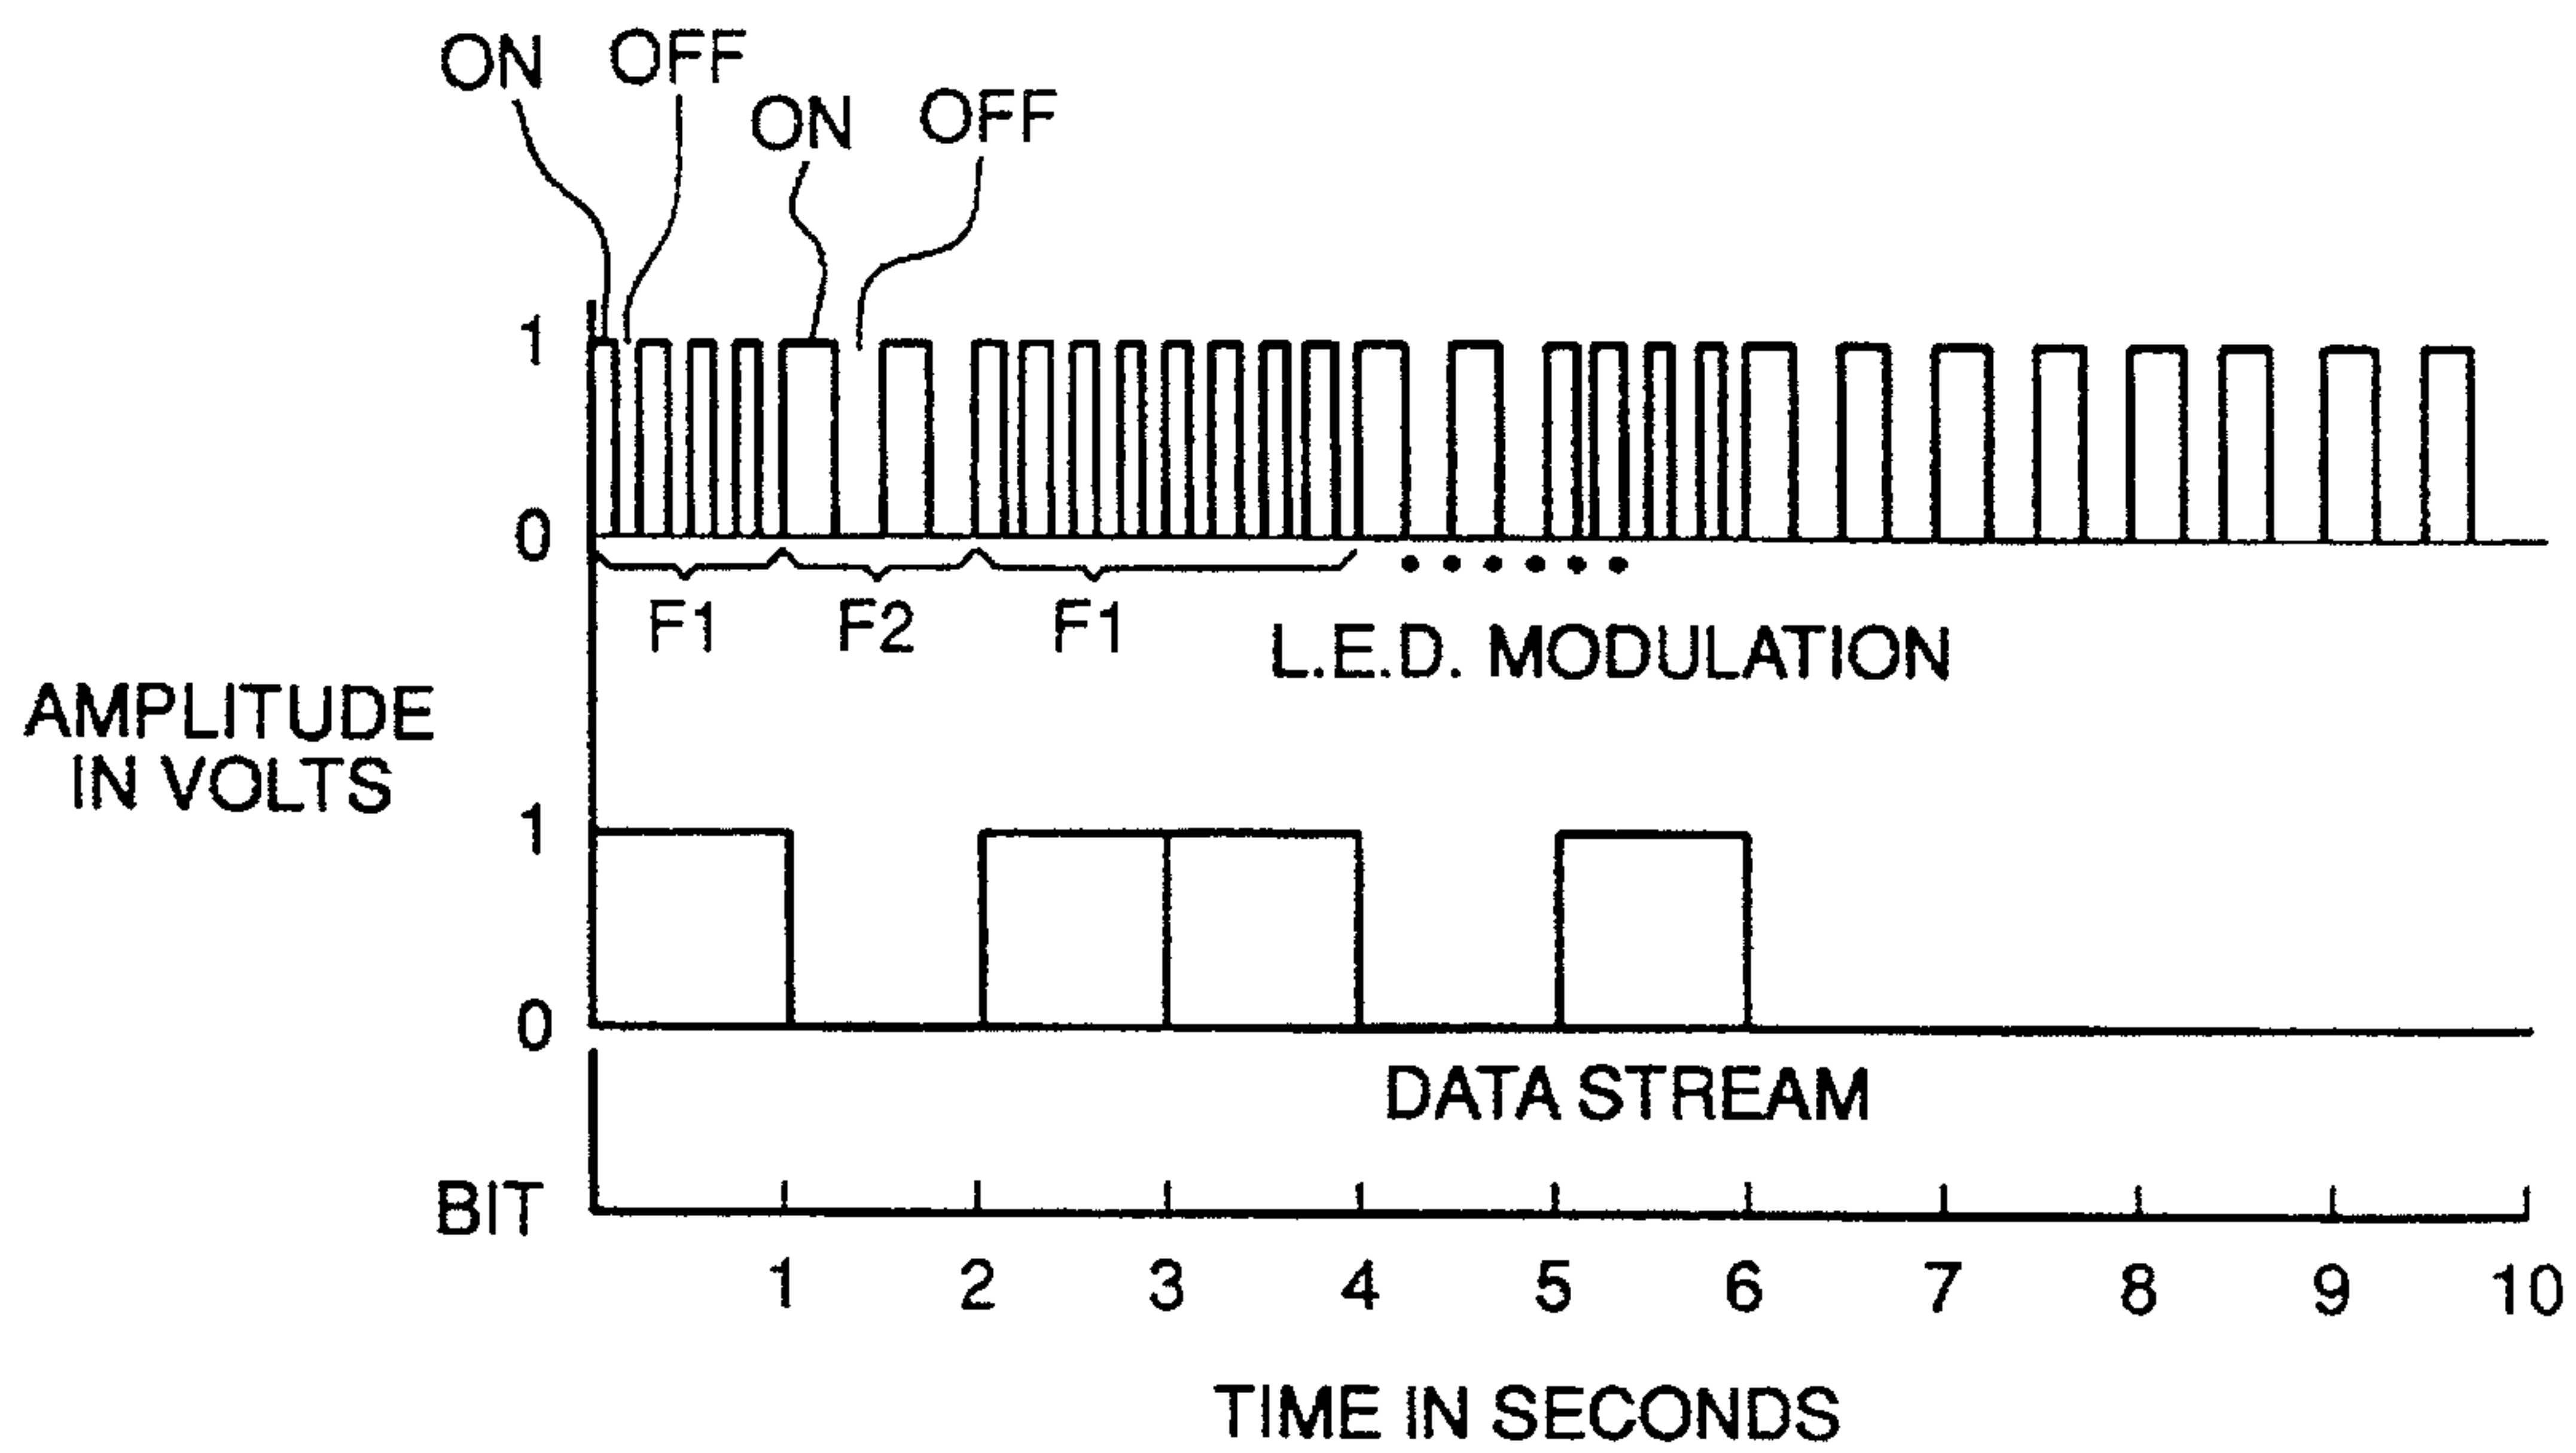 ON OFF
ON OFF
1
0
F1 F2 F1
L.E.D. MODULATION
AMPLITUDE
IN VOLTS
1
0
DATA STREAM
BIT
1 2 3 4 5 6 7 8 9 10
TIME IN SECONDS